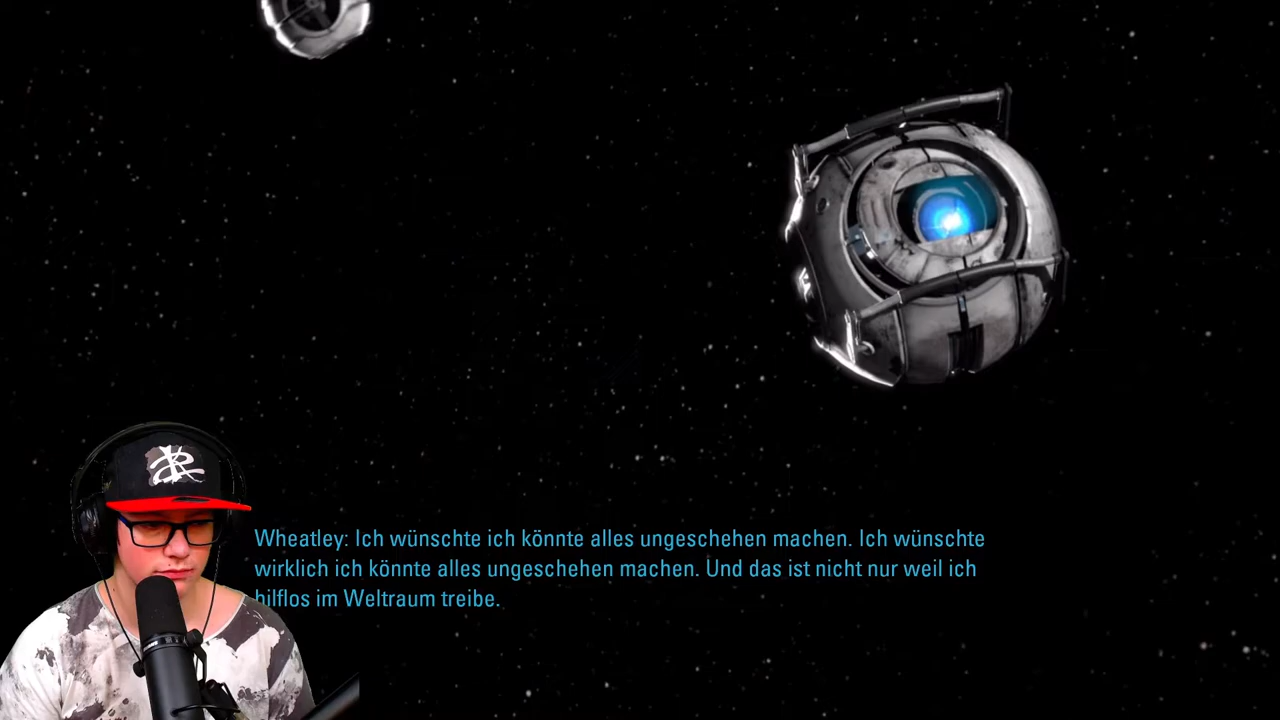 Wheatley: Ich wünschte ich könnte alles ungeschehen machen. Ich wünschte
wirklich ich könnte alles ungeschehen machen. Und das ist nicht nur weil ich
hilflos im Weltraum treibe.